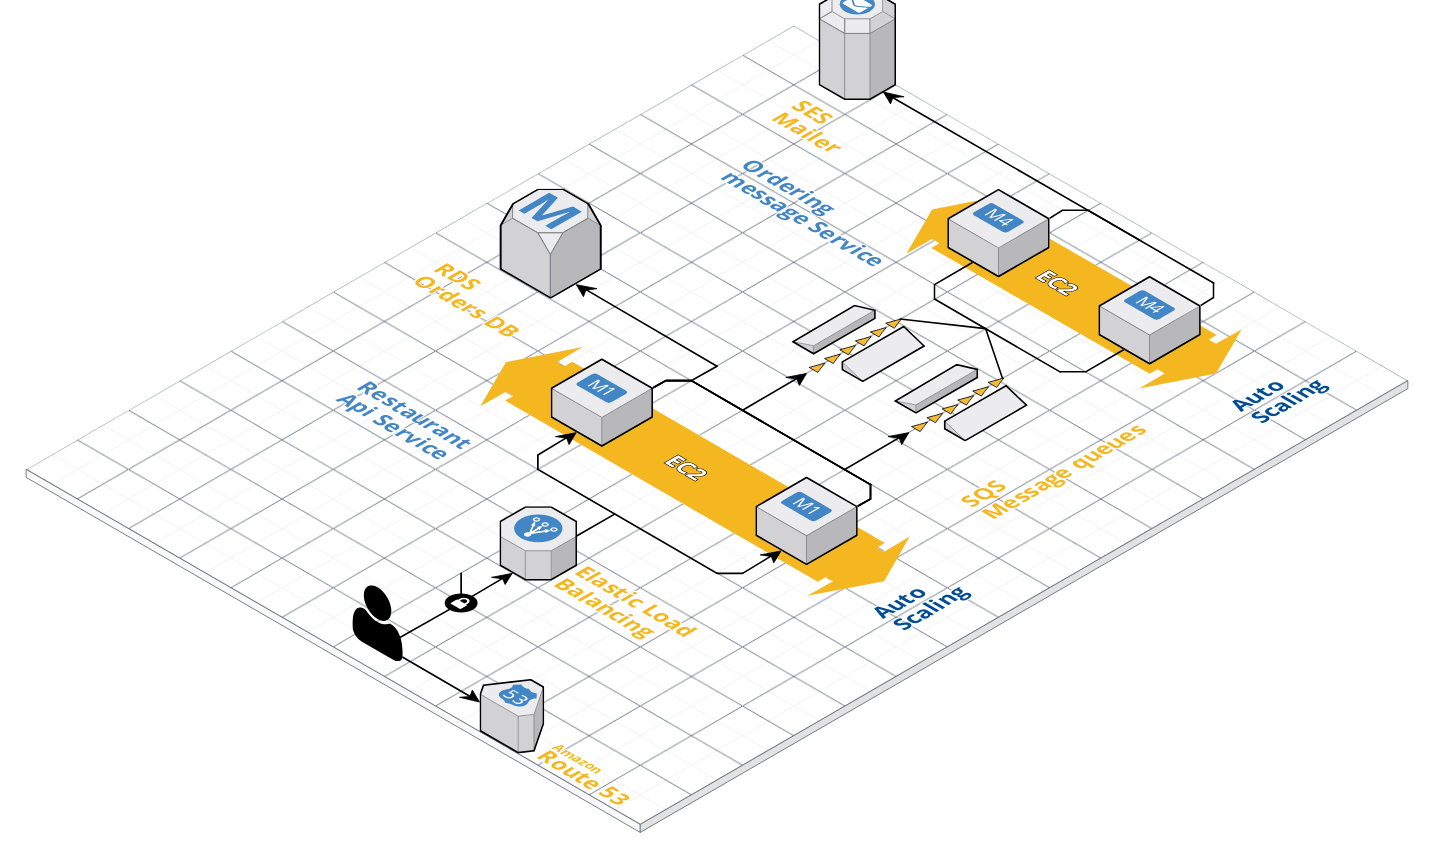 SES
Mailer
Ordering
message Service
M4
EC2
M4
M
RDS
Orders-DB
Restaurant
Api Service
M1
EC2
M1
Auto
Scaling
SQS
Message queues
Auto
Scaling
Elastic Load
Balancing
53
Amazon
Route 53